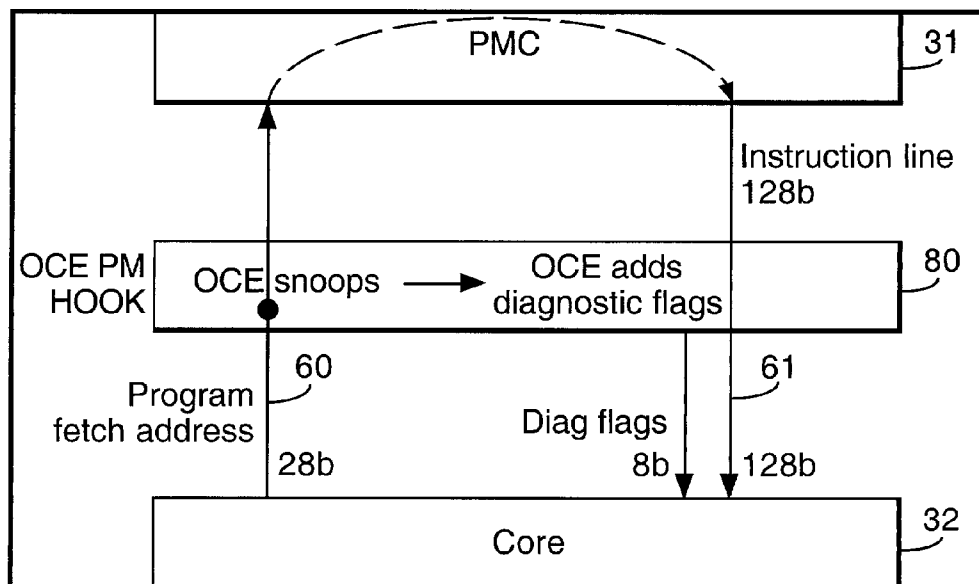 PMC
31
Instruction line
128b
OCE PM
HOOK
OCE snoops
OCE adds
diagnostic flags
80
60
Program
fetch address
28b
Diag flags
8b
61
128b
Core
32